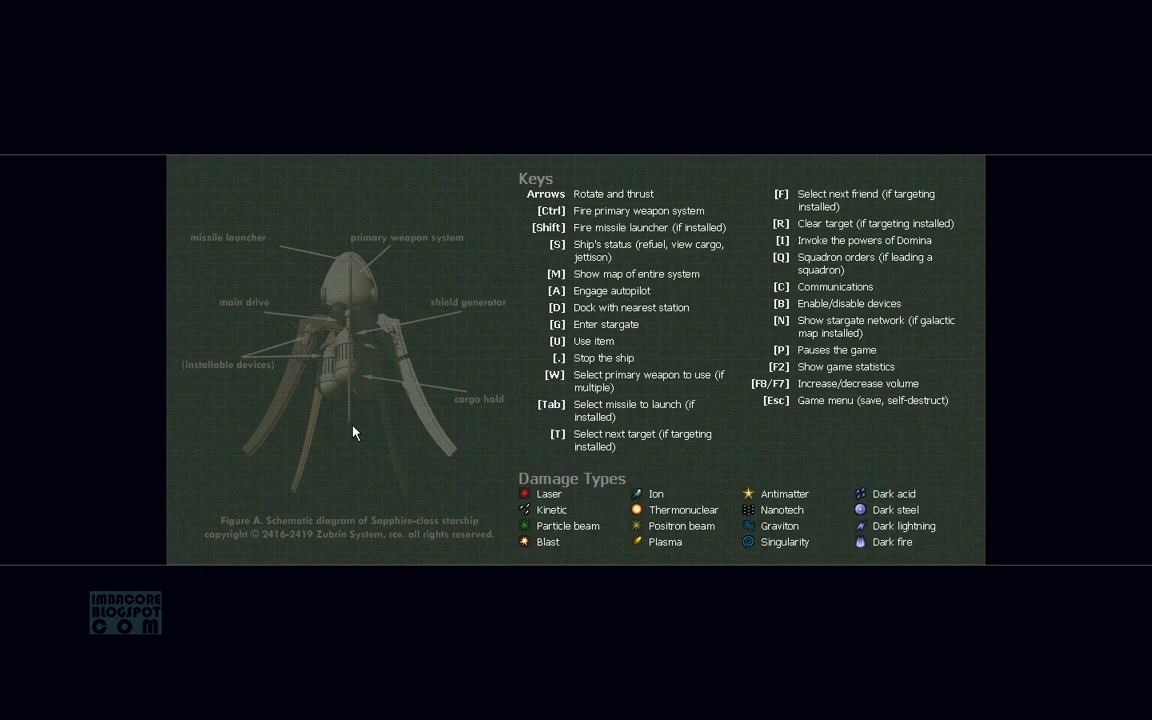 missile launcher
primary weapon system
main drive
shield generator
(installable devices)
cargo hold
Figure A. Schematic diagram of Sapphire-class starship
copyright © 2416-2419 Zubrin System, rce. all rights reserved.
Keys
Arrows Rotate and thrust
[Ctrl] Fire primary weapon system
[Shift] Fire missile launcher (if installed)
[S] Ship's status (refuel, view cargo,
jettison)
[M] Show map of entire system
[A] Engage autopilot
[D] Dock with nearest station
[G] Enter stargate
[U] Use item
[.] Stop the ship
[W] Select primary weapon to use (if
multiple)
[Tab] Select missile to launch (if
installed)
[T] Select next target (if targeting
installed)
[F] Select next friend (if targeting
installed)
[R] Clear target (if targeting installed)
[I] Invoke the powers of Domina
[Q] Squadron orders (if leading a
squadron)
[C] Communications
[B] Enable/disable devices
[N] Show stargate network (if galactic
map installed)
[P] Pauses the game
[F2] Show game statistics
[F8/F7] Increase/decrease volume
[Esc] Game menu (save, self-destruct)
Damage Types
Laser Ion Antimatter Dark acid
Kinetic Thermonuclear Nanotech Dark steel
Particle beam Positron beam Graviton Dark lightning
Blast Plasma Singularity Dark fire
IMBACORE
BLOGSPOT
COM